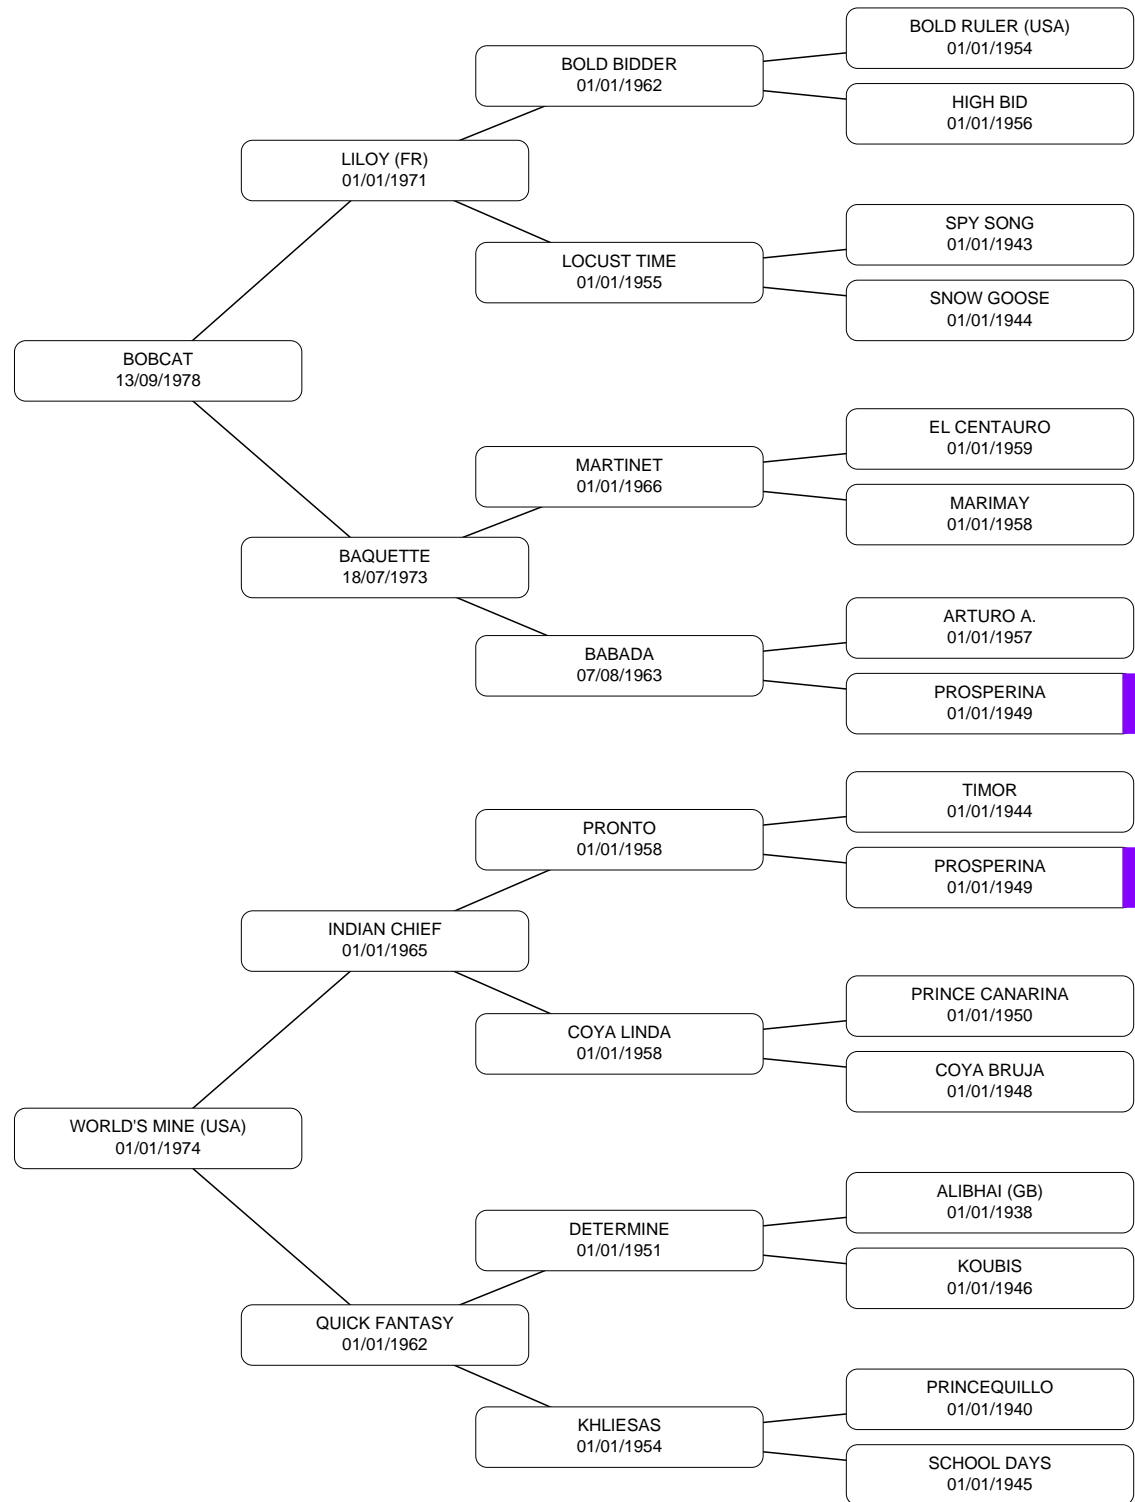 BOLD RULER (USA)
01/01/1954
BOLD BIDDER
01/01/1962
HIGH BID
01/01/1956
LILOY (FR)
01/01/1971
SPY SONG
01/01/1943
LOCUST TIME
01/01/1955
SNOW GOOSE
01/01/1944
BOBCAT
13/09/1978
EL CENTAURO
01/01/1959
MARTINET
01/01/1966
MARIMAY
01/01/1958
BAQUETTE
18/07/1973
ARTURO A.
01/01/1957
BABADA
07/08/1963
PROSPERINA
01/01/1949
TIMOR
01/01/1944
PRONTO
01/01/1958
PROSPERINA
01/01/1949
INDIAN CHIEF
01/01/1965
PRINCE CANARINA
01/01/1950
COYA LINDA
01/01/1958
COYA BRUJA
01/01/1948
WORLD'S MINE (USA)
01/01/1974
ALIBHAI (GB)
01/01/1938
DETERMINE
01/01/1951
KOUBIS
01/01/1946
QUICK FANTASY
01/01/1962
PRINCEQUILLO
01/01/1940
KHLIESAS
01/01/1954
SCHOOL DAYS
01/01/1945